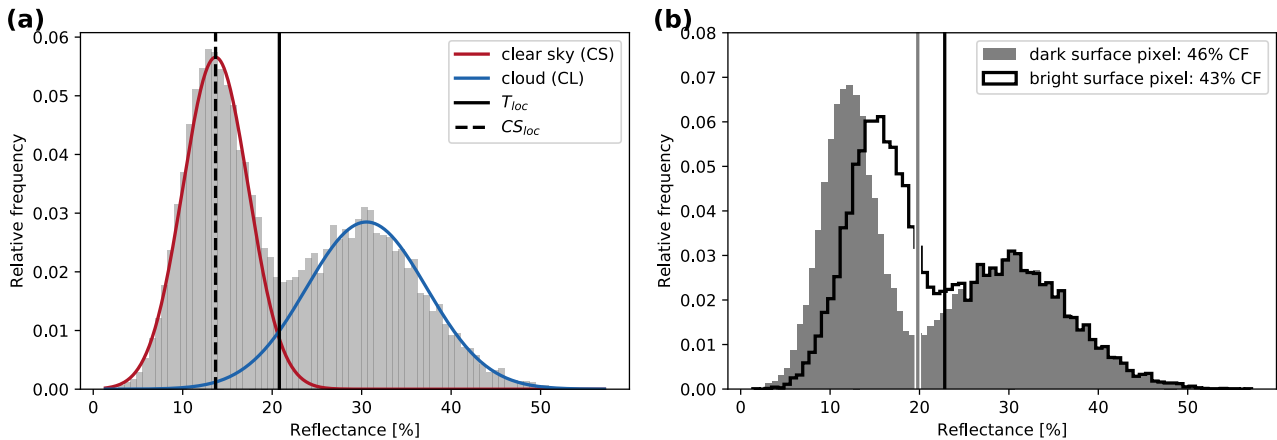 (a)
0.06
0.05
0.04
0.03
0.02
0.01
0.00
Relative frequency
0
10
20
30
40
50
Reflectance [%]
clear sky (CS)
cloud (CL)
T_loc
CS_loc
(b)
0.08
0.07
0.06
0.05
0.04
0.03
0.02
0.01
0.00
Relative frequency
0
10
20
30
40
50
Reflectance [%]
dark surface pixel: 46% CF
bright surface pixel: 43% CF